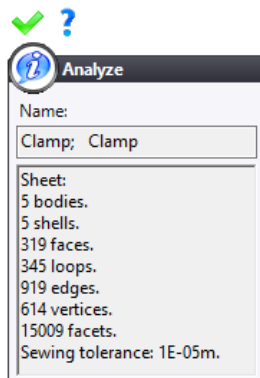 ?
Analyze
Name:
Clamp;   Clamp
Sheet:
5 bodies.
5 shells.
319 faces.
345 loops.
919 edges.
614 vertices.
15009 facets.
Sewing tolerance: 1E-05m.